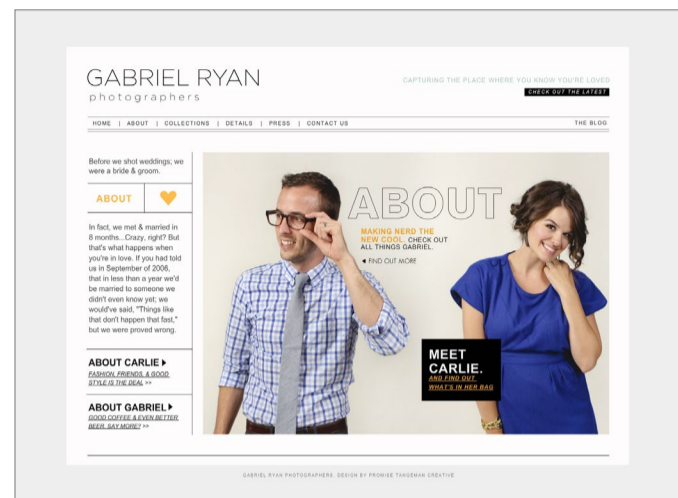 GABRIEL RYAN
photographers
CAPTURING THE PLACE WHERE YOU KNOW YOU'RE LOVED
CHECK OUT THE LATEST
HOME | ABOUT | COLLECTIONS | DETAILS | PRESS | CONTACT US
THE BLOG
Before we shot weddings; we
were a bride & groom.
ABOUT
In fact, we met & married in
8 months...Crazy, right? But
that's what happens when
you're in love. If you had told
us in September of 2006,
that in less than a year we'd
be married to someone we
didn't even know yet; we
would've said, "Things like
that don't happen that fast,"
but we were proved wrong.
ABOUT CARLIE
FASHION, FRIENDS, & GOOD
STYLE IS THE DEAL >>
ABOUT GABRIEL
GOOD COFFEE & EVEN BETTER
BEER. SAY MORE? >>
ABOUT
MAKING NERD THE
NEW COOL. CHECK OUT
ALL THINGS GABRIEL.
FIND OUT MORE
MEET
CARLIE.
AND FIND OUT
WHAT'S IN HER BAG
GABRIEL RYAN PHOTOGRAPHERS. DESIGN BY PROMISE TANGEMAN CREATIVE